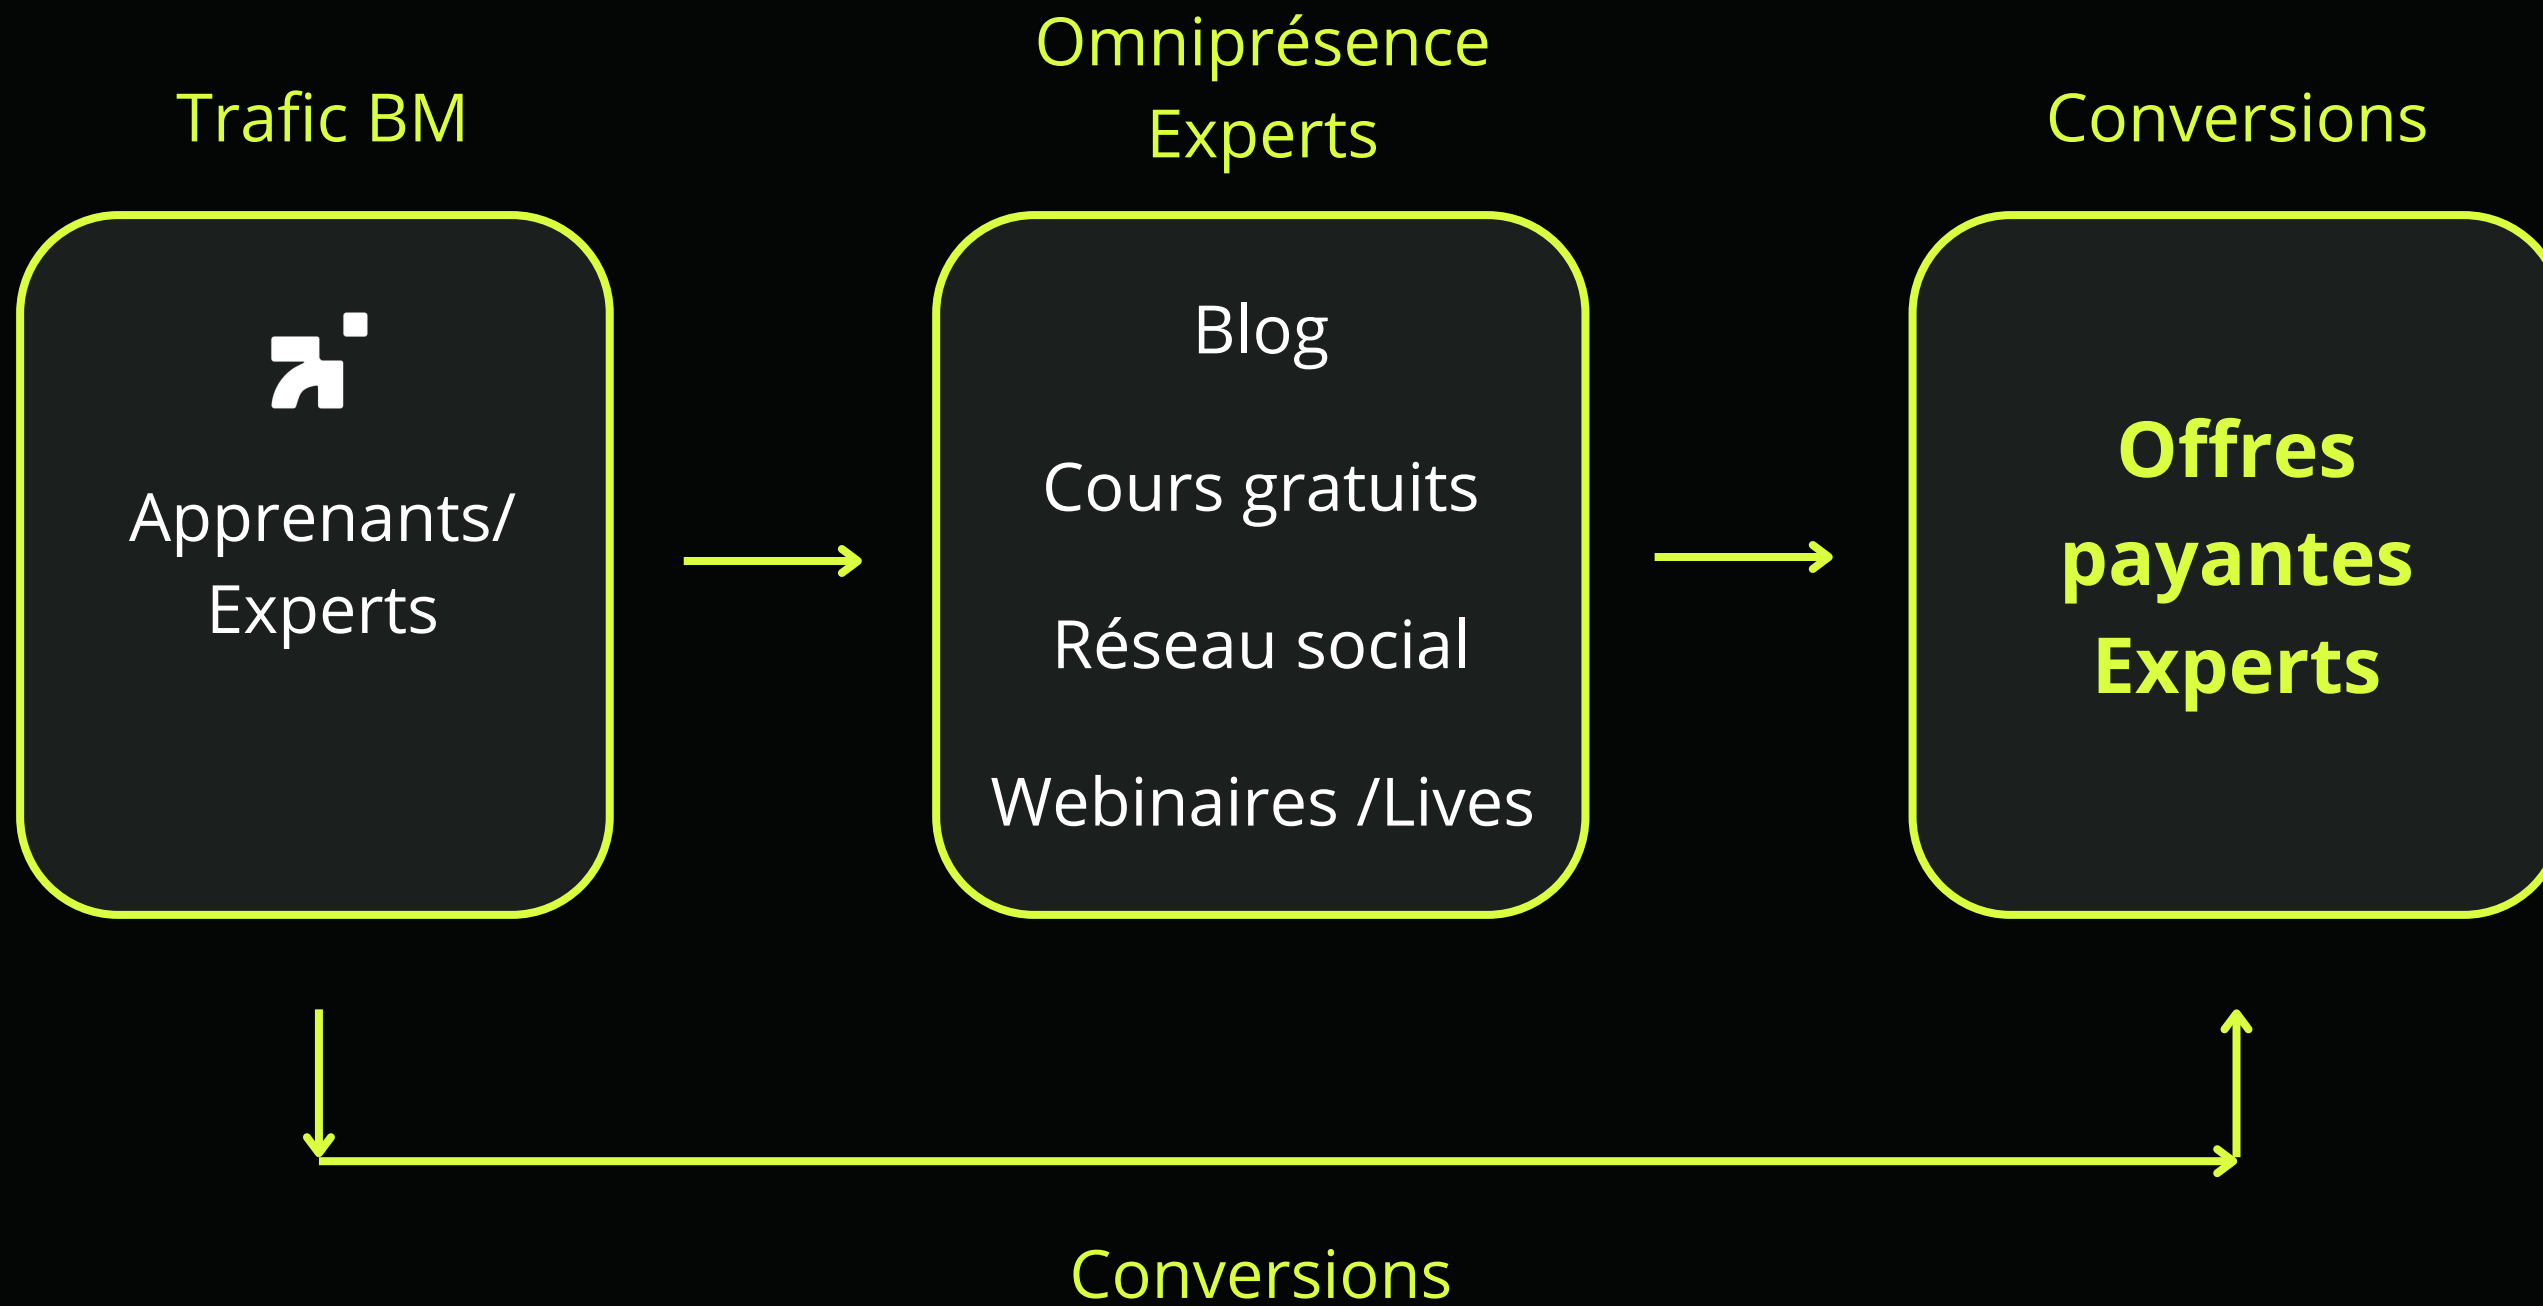 Trafic BM
Omniprésence
Experts
Conversions
Apprenants/
Experts
Blog
Cours gratuits
Réseau social
Webinaires /Lives
Offres
payantes
Experts
Conversions